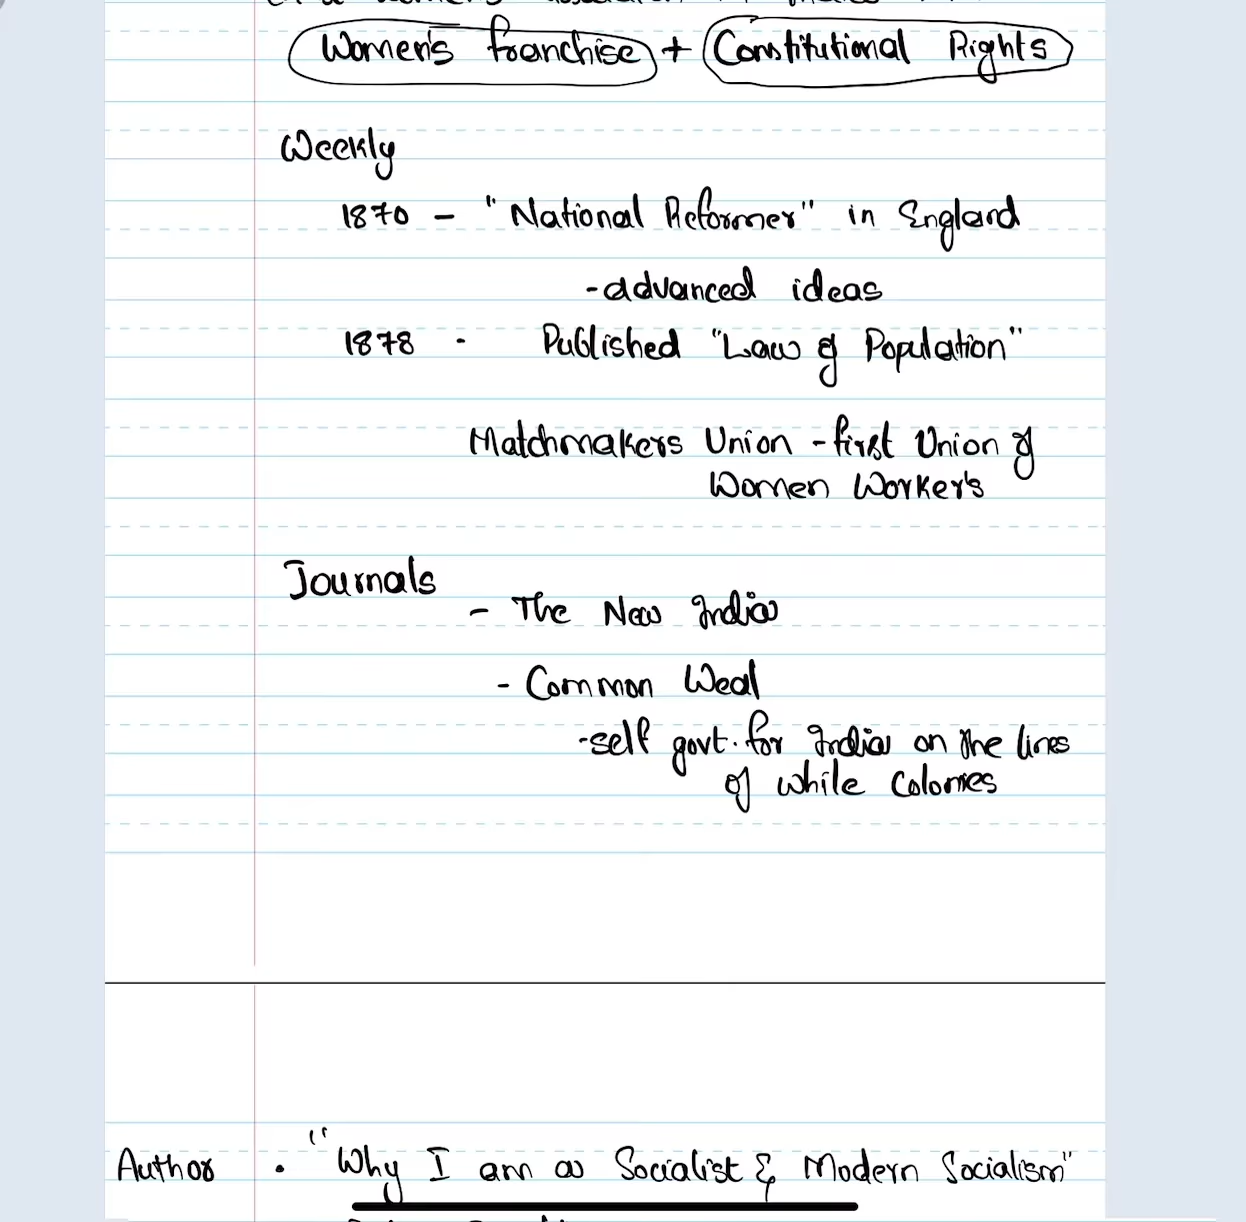 Women's franchise + Constitutional Rights
Weekly
1870 - "National Reformer" in England
-advanced ideas
1878 - Published "Law of Population"
Matchmakers Union - first Union of
Women Worker's
Journals
- The New India
- Common Weal
-self govt. for India on the lines
of while Colonies
Author • "Why I am a Socialist & Modern Socialism"